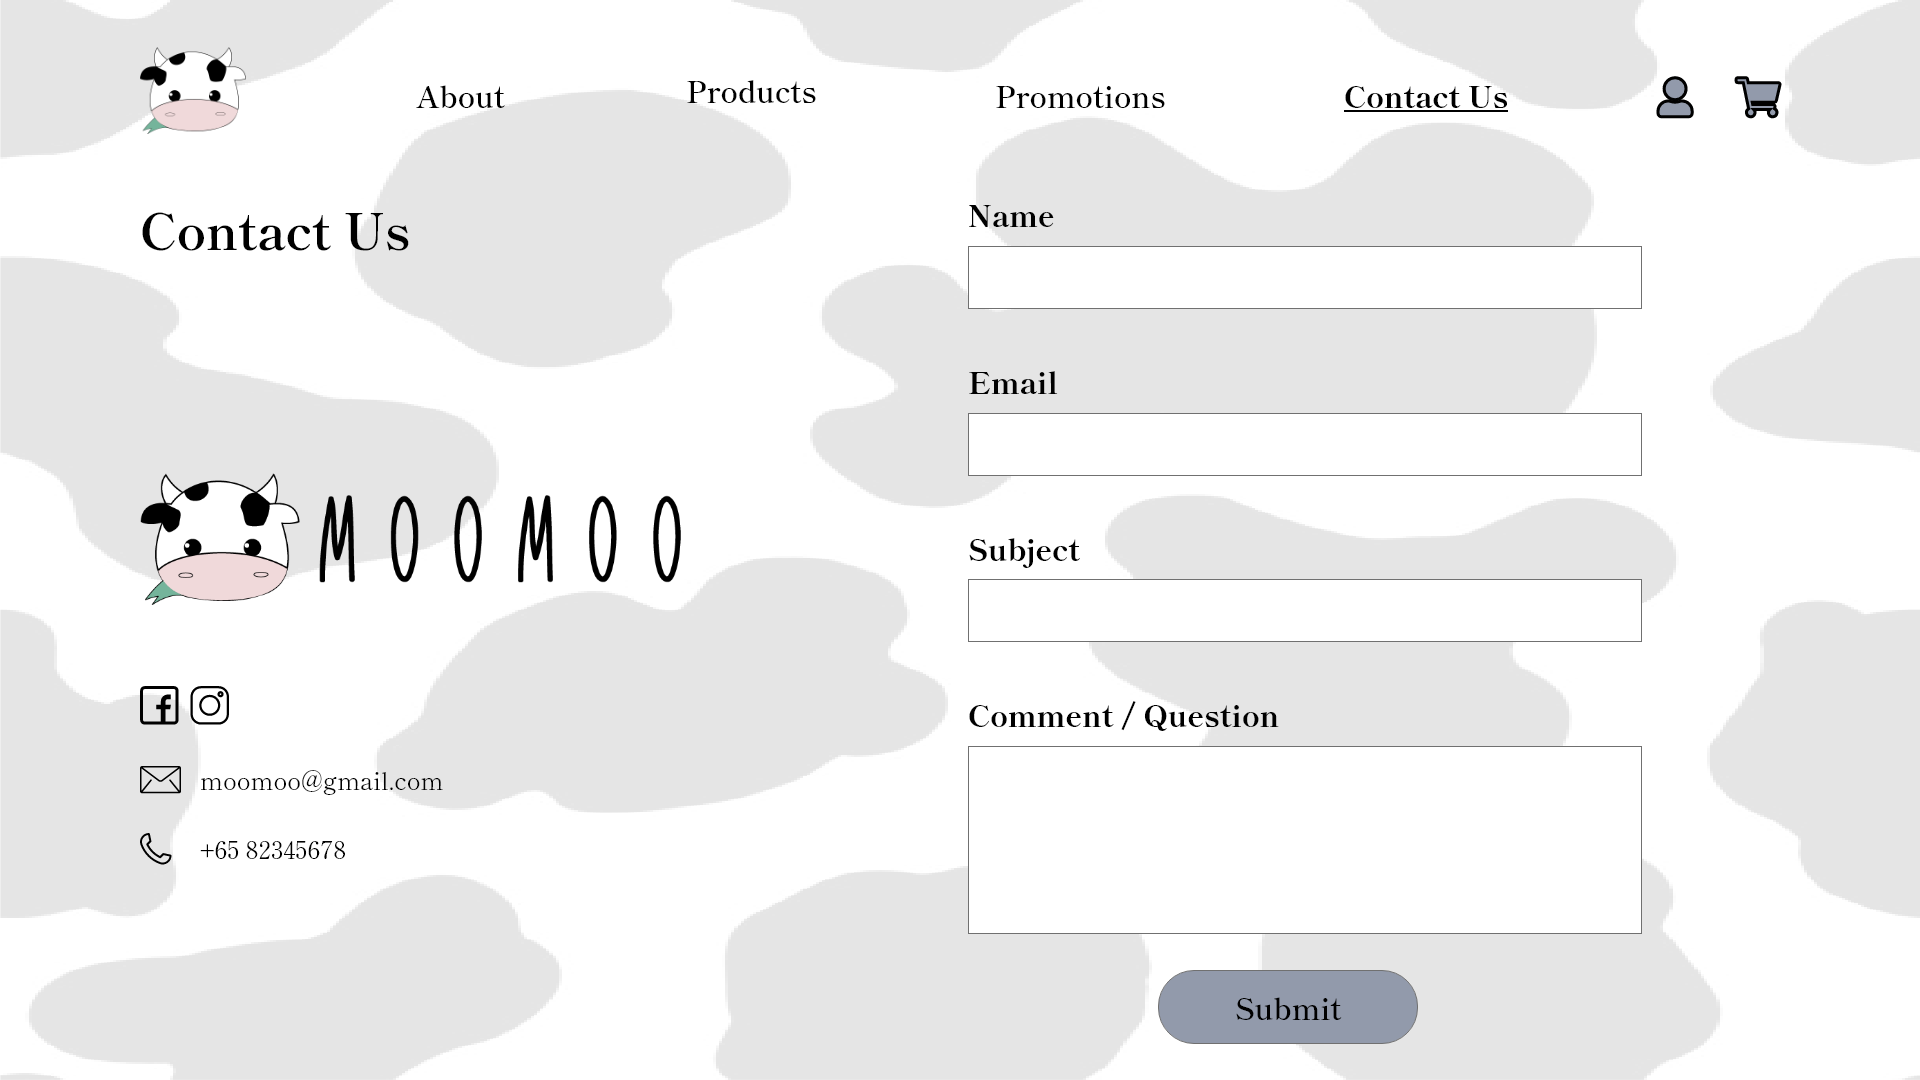 About
Products
Promotions
Contact Us
Contact Us
MOOMOO
moomoo@gmail.com
+65 82345678
Name
Email
Subject
Comment / Question
Submit